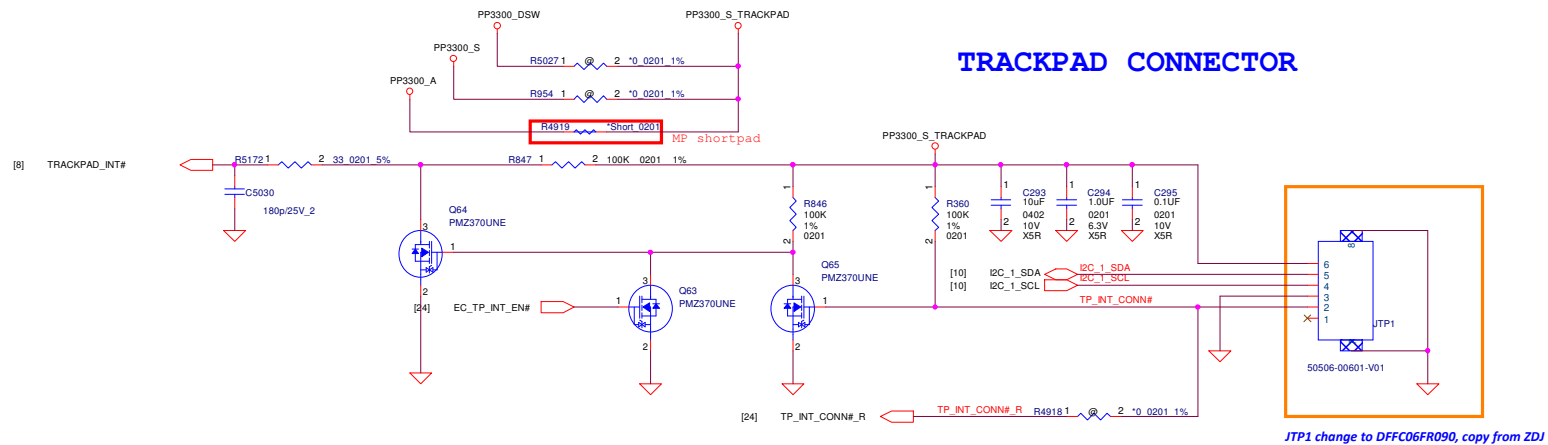 PP3300_DSW
PP3300_S_TRACKPAD
PP3300_S
TRACKPAD CONNECTOR
R5027 1 @ 2 *0_0201_1%
PP3300_A
R954 1 @ 2 *0_0201_1%
R4919 *Short_0201
MP shortpad
PP3300_S_TRACKPAD
[8] TRACKPAD_INT#
R5172 1 2 33_0201_5%
R847 1 2 100K_0201_1%
C5030
180p/25V_2
1 R846 100K 1% 0201 2
1 R360 100K 1% 0201 2
1 C293 10uF 0402 10V X5R 2
1 C294 1.0UF 0201 6.3V X5R 2
1 C295 0.1UF 0201 10V X5R 2
Q64
PMZ370UNE
3 1 2
Q63
PMZ370UNE
3 1 2
Q65
PMZ370UNE
3 1 2
[24] EC_TP_INT_EN#
[10] I2C_1_SDA I2C_1_SDA
[10] I2C_1_SCL I2C_1_SCL
TP_INT_CONN#
8
6
5
4
3
2
1
JTP1
50506-00601-V01
[24] TP_INT_CONN#_R TP_INT_CONN#_R R4918 1 @ 2 *0_0201_1%
JTP1 change to DFFC06FR090, copy from ZDJ